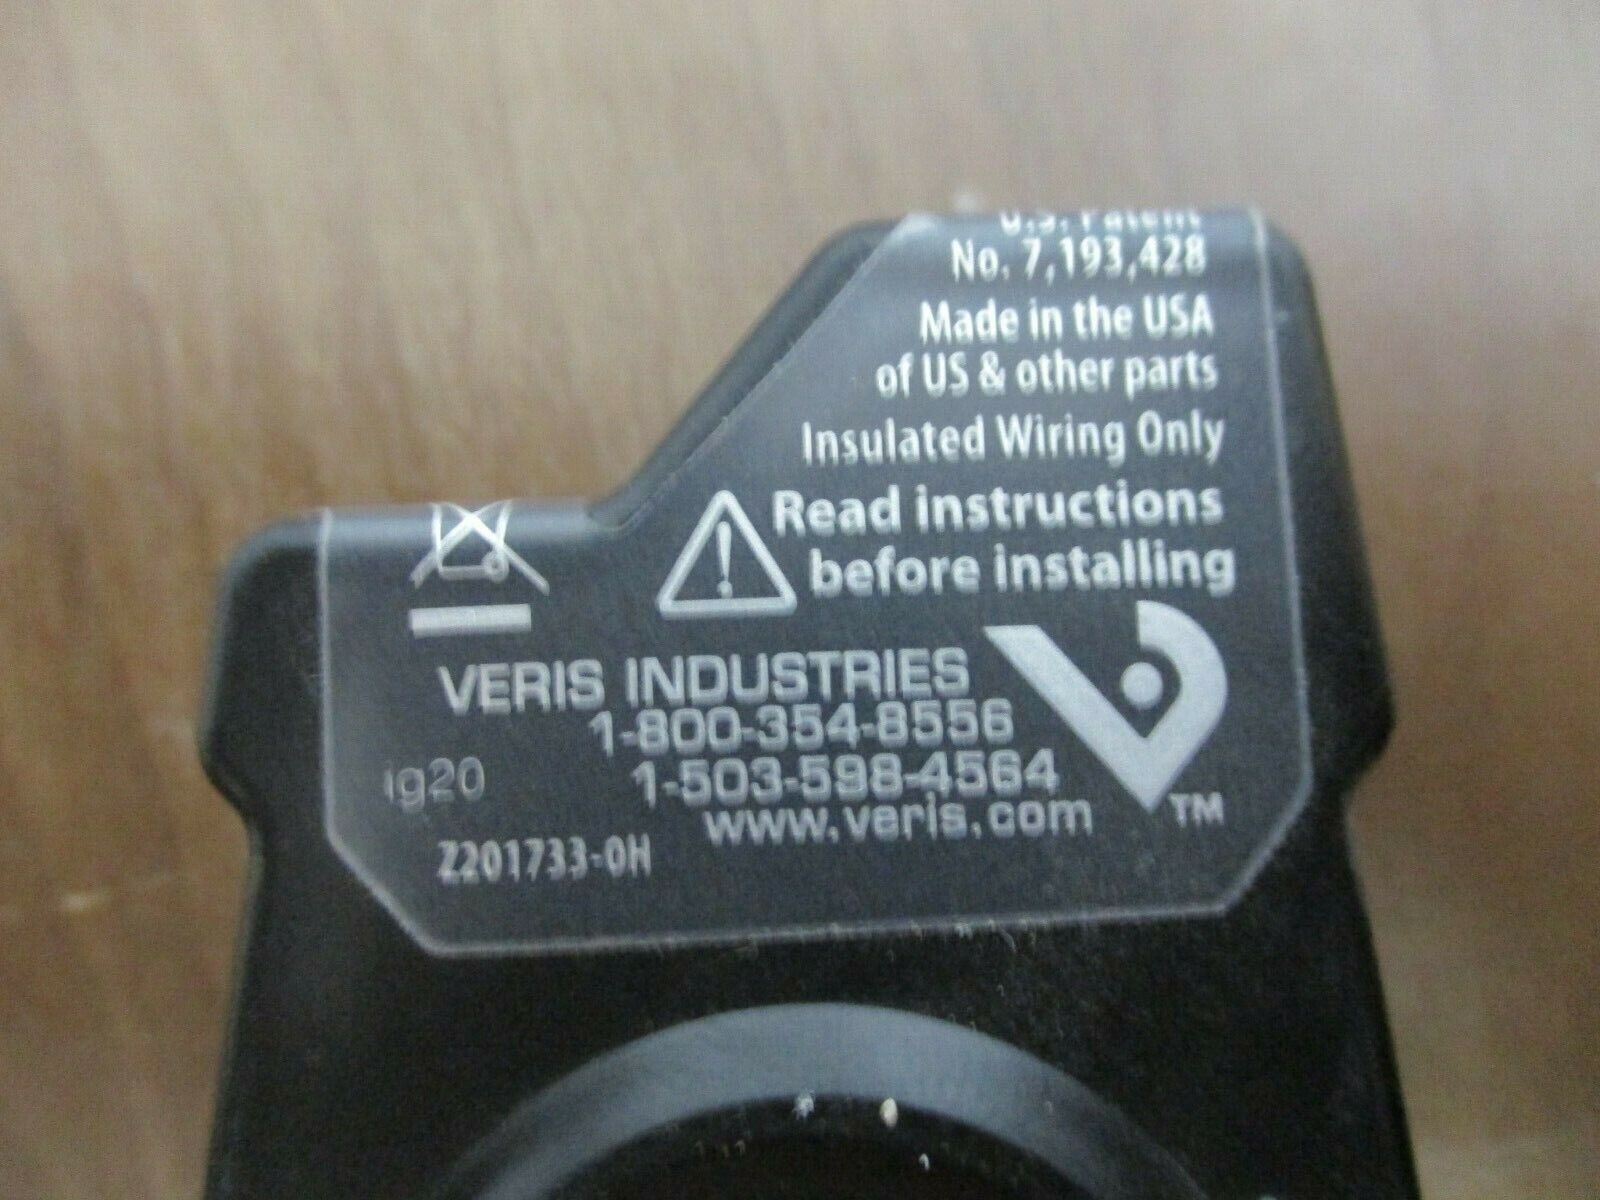 U.S. Patent
No. 7,193,428
Made in the USA
of US & other parts
Insulated Wiring Only
Read instructions
before installing
VERIS INDUSTRIES
1-800-354-8556
1-503-598-4564
www.veris.com
TM
ig20
Z201733-0H